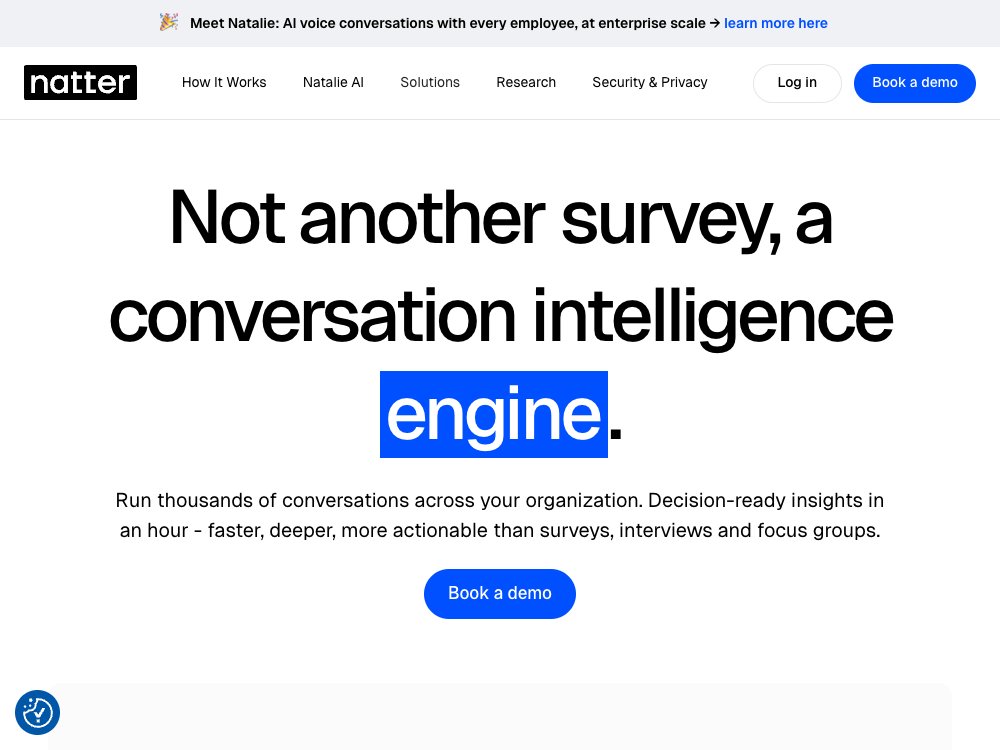 Meet Natalie: AI voice conversations with every employee, at enterprise scale → learn more here
natter
How It Works
Natalie AI
Solutions
Research
Security & Privacy
Log in
Book a demo
Not another survey, a
conversation intelligence
engine.
Run thousands of conversations across your organization. Decision-ready insights in
an hour - faster, deeper, more actionable than surveys, interviews and focus groups.
Book a demo